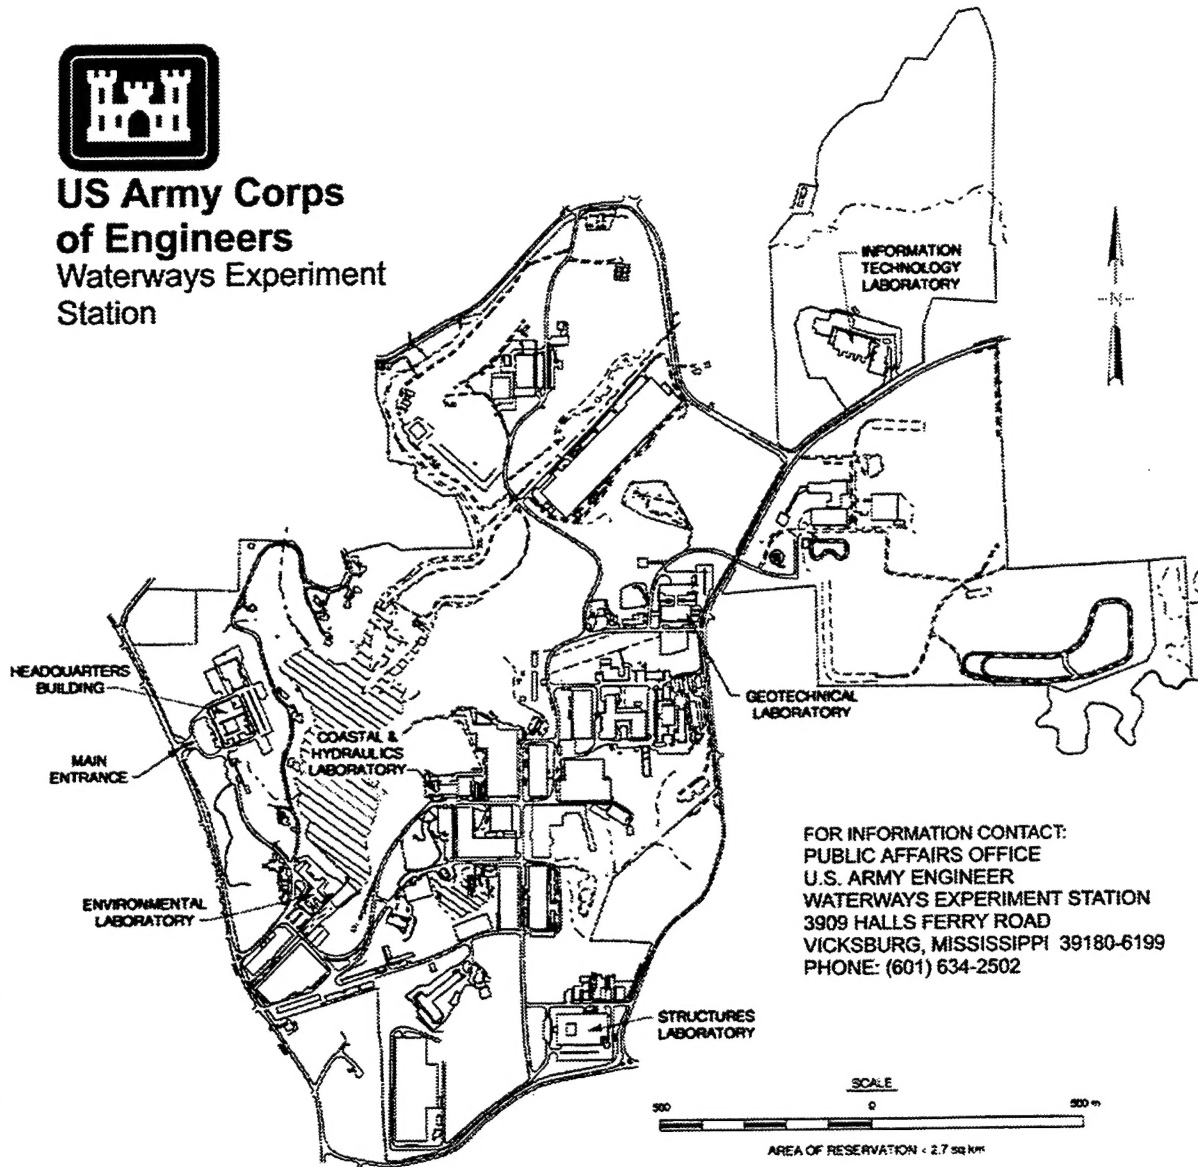 US Army Corps
of Engineers
Waterways Experiment
Station
INFORMATION
TECHNOLOGY
LABORATORY
N
HEADQUARTERS
BUILDING
MAIN
ENTRANCE
COASTAL &
HYDRAULICS
LABORATORY
GEOTECHNICAL
LABORATORY
ENVIRONMENTAL
LABORATORY
FOR INFORMATION CONTACT:
PUBLIC AFFAIRS OFFICE
U.S. ARMY ENGINEER
WATERWAYS EXPERIMENT STATION
3909 HALLS FERRY ROAD
VICKSBURG, MISSISSIPPI 39180-6199
PHONE: (601) 634-2502
STRUCTURES
LABORATORY
SCALE
500 0 500 m
AREA OF RESERVATION - 2.7 sq km